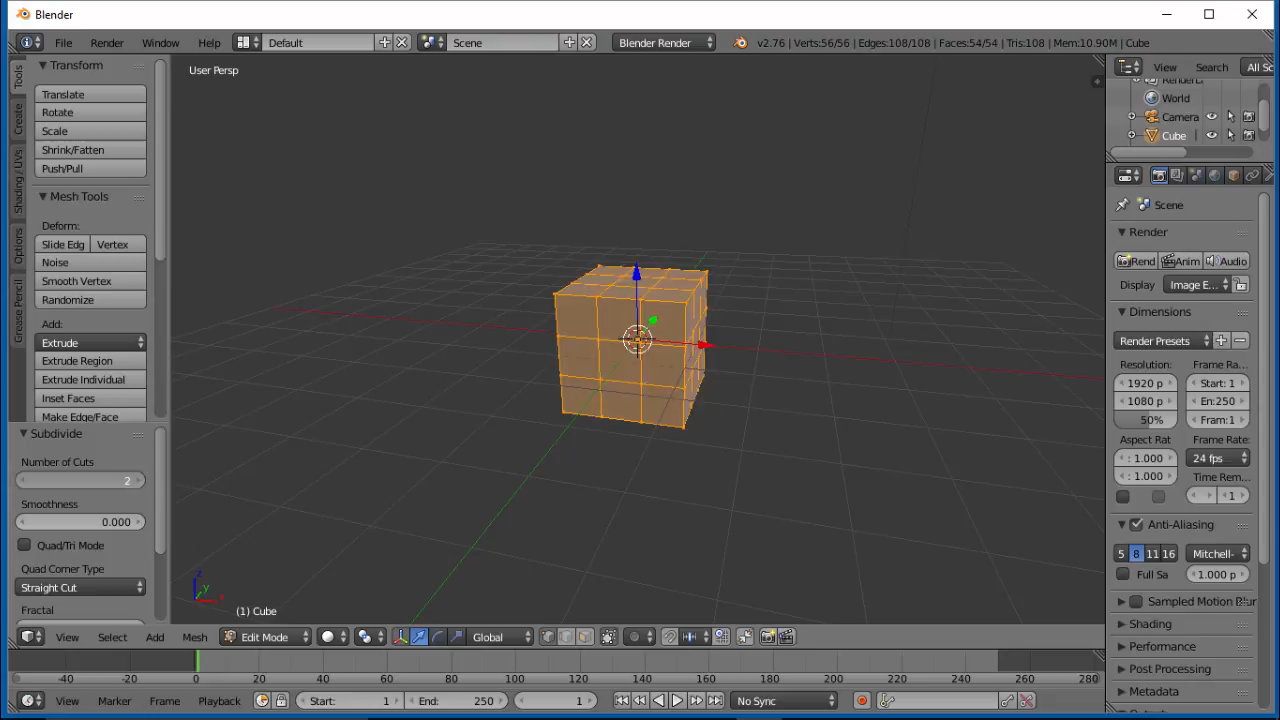 Blender
File Render Window Help Default Scene Blender Render v2.76 | Verts:56/56 | Edges:108/108 | Faces:54/54 | Tris:108 | Mem:10.90M | Cube
Tools
Create
Shading / UVs
Options
Grease Pencil
Transform
Translate
Rotate
Scale
Shrink/Fatten
Push/Pull
Mesh Tools
Deform:
Slide Edg Vertex
Noise
Smooth Vertex
Randomize
Add:
Extrude
Extrude Region
Extrude Individual
Inset Faces
Make Edge/Face
Subdivide
Number of Cuts
2
Smoothness
0.000
Quad/Tri Mode
Quad Corner Type
Straight Cut
Fractal
User Persp
z
y
x
(1) Cube
View Search All Sc
World
Camera
Cube
Scene
Render
Rend Anim Audio
Display Image E...
Dimensions
Render Presets
Resolution: Frame Ra...
1920 p Start: 1
1080 p En:250
50% Fram:1
Aspect Rat Frame Rate:
: 1.000 24 fps
: 1.000 Time Rem...
1
Anti-Aliasing
5 8 11 16 Mitchell-
Full Sa 1.000 p
Sampled Motion Blur
Shading
Performance
Post Processing
Metadata
View Select Add Mesh Edit Mode Global
-40 -20 0 20 40 60 80 100 120 140 160 180 200 220 240 260 280
View Marker Frame Playback Start: 1 End: 250 1 No Sync